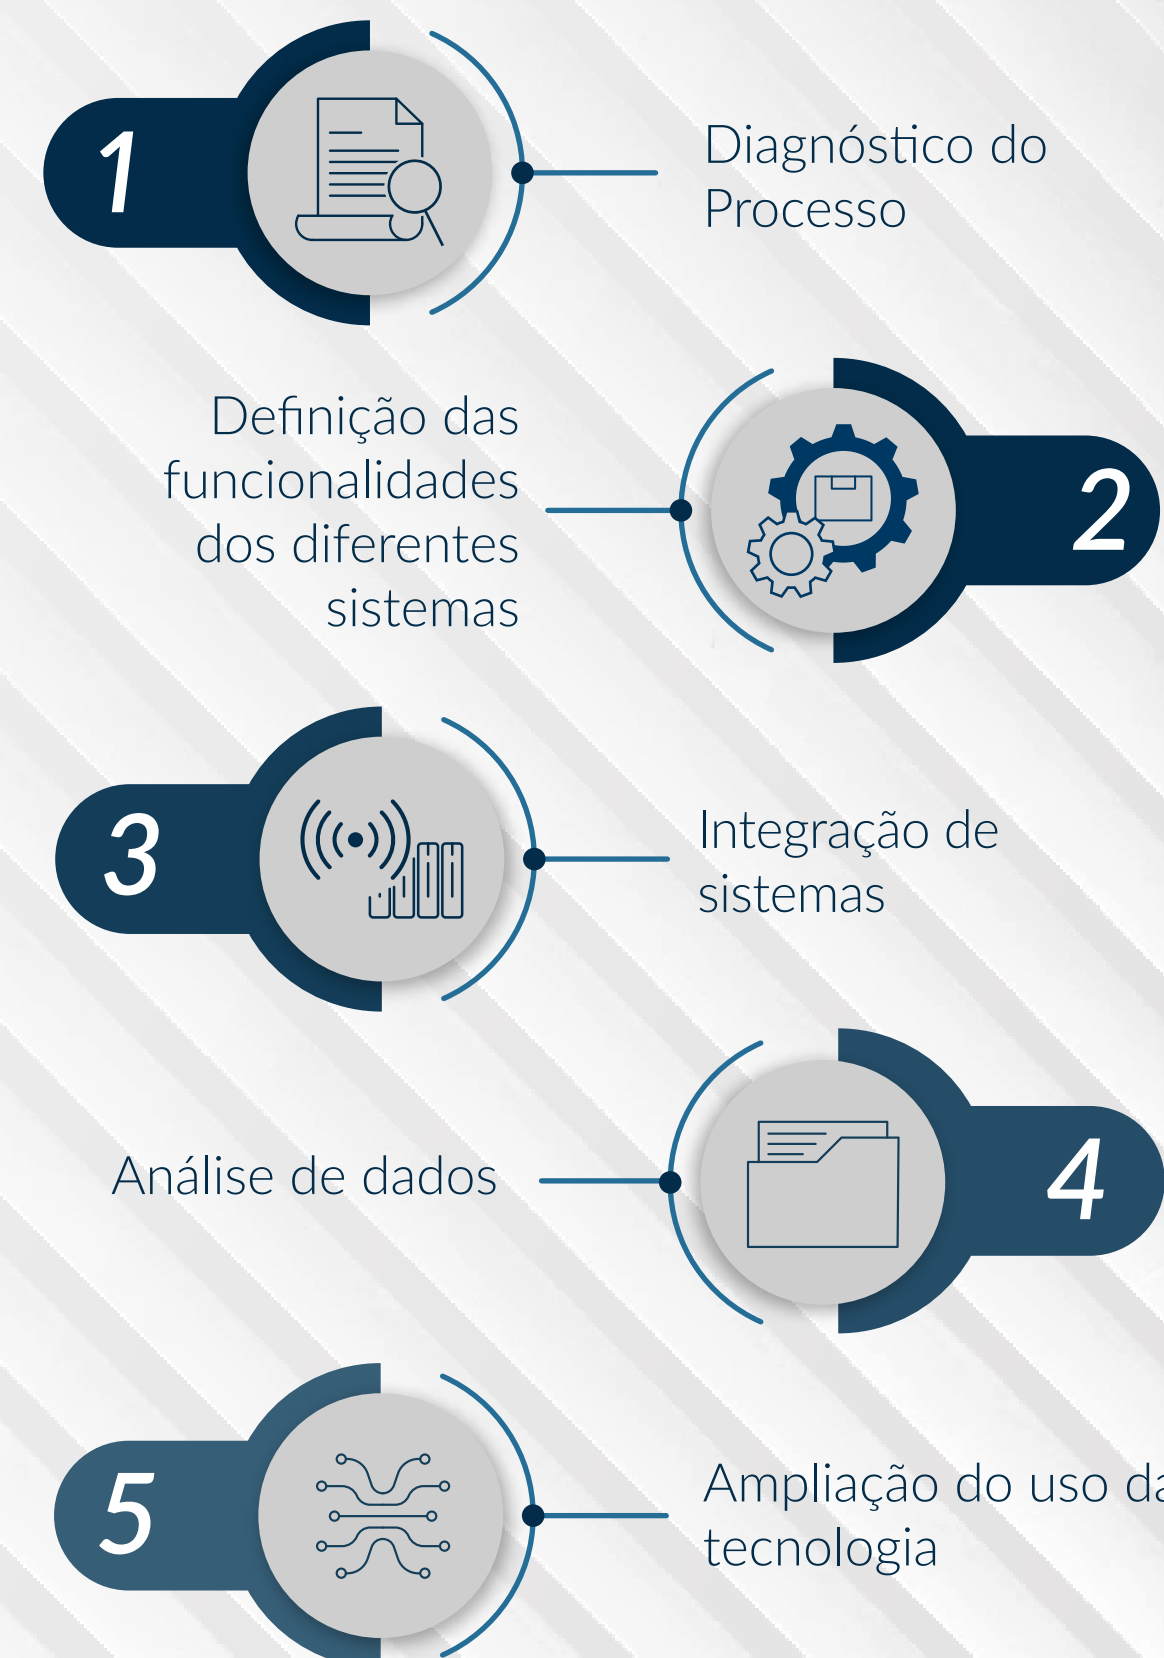 1
Diagnóstico do
Processo
Definição das
funcionalidades
dos diferentes
sistemas
2
3
Integração de
sistemas
Análise de dados
4
5
Ampliação do uso da
tecnologia